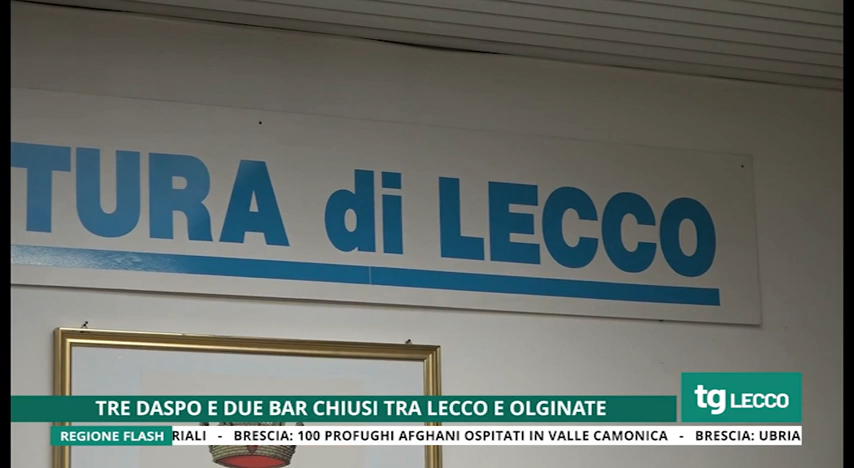 TURA di LECCO
TRE DASPO E DUE BAR CHIUSI TRA LECCO E OLGINATE
tg LECCO
REGIONE FLASH RIALI - BRESCIA: 100 PROFUGHI AFGHANI OSPITATI IN VALLE CAMONICA - BRESCIA: UBRIA